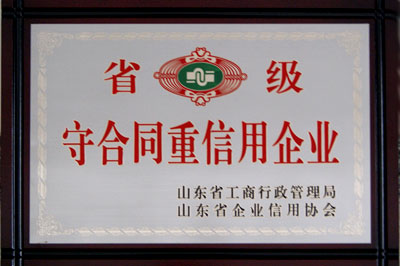 省 级
守合同重信用企业
山东省工商行政管理局
山东省企业信用协会